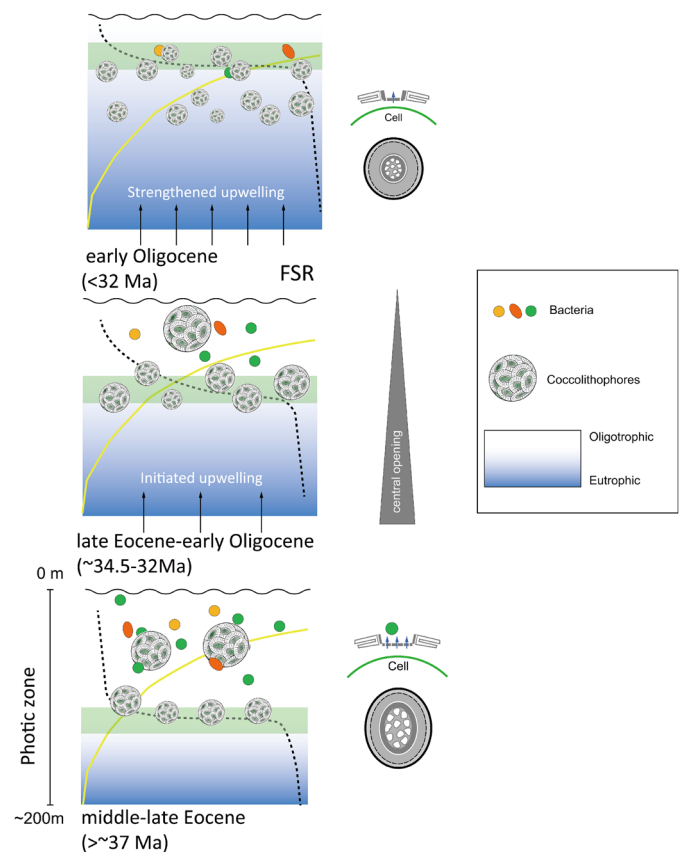 Strengthened upwelling
early Oligocene
(<32 Ma)
FSR
Cell
Initiated upwelling
late Eocene-early Oligocene
(~34.5-32Ma)
central opening
Bacteria
Coccolithophores
Oligotrophic
Eutrophic
0 m
Photic zone
~200m
middle-late Eocene
(>~37 Ma)
Cell